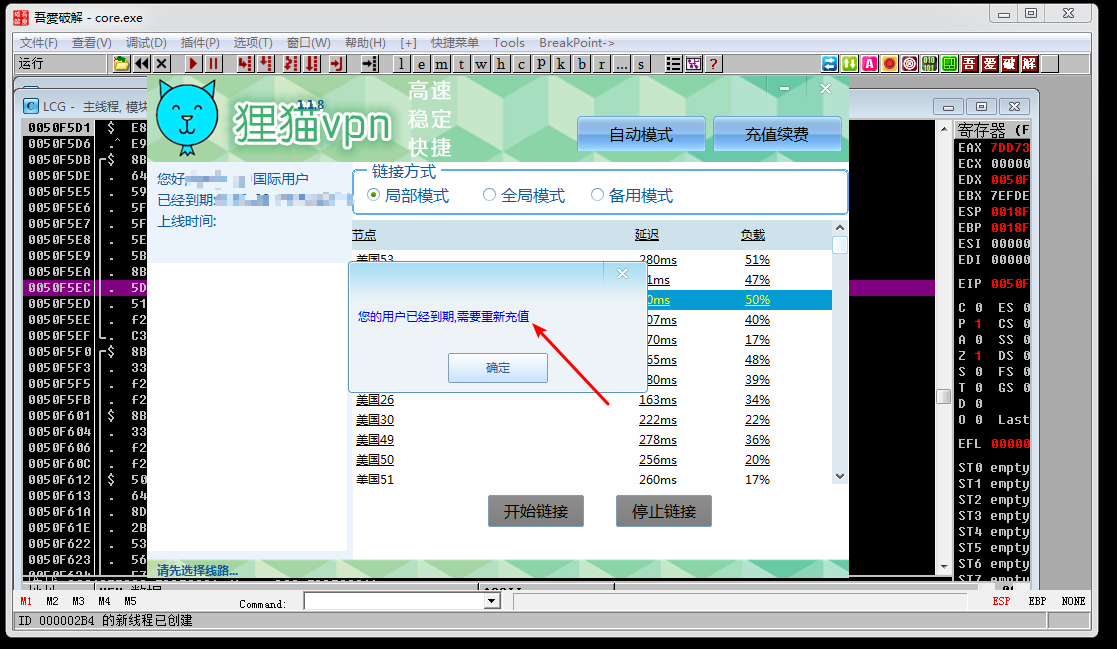 吾愛破解 - core.exe
文件(F) 查看(V) 调试(D) 插件(P) 选项(T) 窗口(W) 帮助(H) [+] 快捷菜单 Tools BreakPoint->
运行
l e m t w h c p k b r ... s
?
吾 爱 破 解
LCG - 主线程, 模块
1.1.8
狸猫vpn
高速
稳定
快捷
自动模式 充值续费
您好, 国际用户
已经到期:
上线时间:
链接方式
局部模式 全局模式 备用模式
节点 延迟 负载
美国53 280ms 51%
1ms 47%
0ms 50%
07ms 40%
70ms 17%
65ms 48%
80ms 39%
美国26 163ms 34%
美国30 222ms 22%
美国49 278ms 36%
美国50 256ms 20%
美国51 260ms 17%
您的用户已经到期,需要重新充值
确定
开始链接 停止链接
请先选择线路...
0050F5D1 $ E8
0050F5D6 .^ E9
0050F5DB $ 8B
0050F5DE . 64
0050F5E5 . 59
0050F5E6 . 5F
0050F5E7 . 5F
0050F5E8 . 5E
0050F5E9 . 5B
0050F5EA . 8B
0050F5EC . 5D
0050F5ED . 51
0050F5EE . f2
0050F5EF . C3
0050F5F0 $ 8B
0050F5F3 . 33
0050F5F5 . f2
0050F5FB . f2
0050F601 $ 8B
0050F604 . 33
0050F606 . f2
0050F60C . f2
0050F612 $ 50
0050F613 . 64
0050F61A . 8D
0050F61E . 2B
0050F622 . 53
0050F623 . 56
寄存器 (F
EAX 7DD73
ECX 00000
EDX 0050F
EBX 7EFDE
ESP 0018F
EBP 0018F
ESI 00000
EDI 00000
EIP 0050F
C 0 ES 0
P 1 CS 0
A 0 SS 0
Z 1 DS 0
S 0 FS 0
T 0 GS 0
D 0
O 0 Last
EFL 00000
ST0 empty
ST1 empty
ST2 empty
ST3 empty
ST4 empty
ST5 empty
ST6 empty
ST7 empty
M1 M2 M3 M4 M5 Command: ESP EBP NONE
ID 000002B4 的新线程已创建